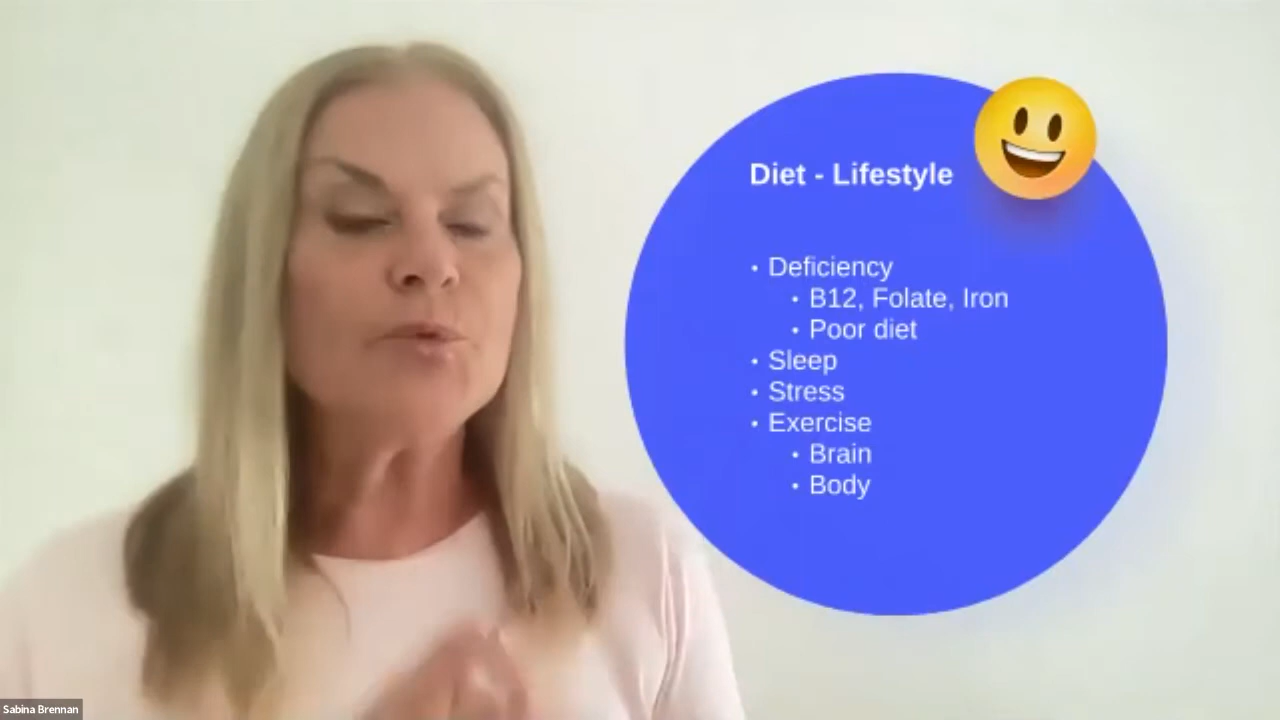 Diet - Lifestyle
• Deficiency
• B12, Folate, Iron
• Poor diet
• Sleep
• Stress
• Exercise
• Brain
• Body
Sabina Brennan